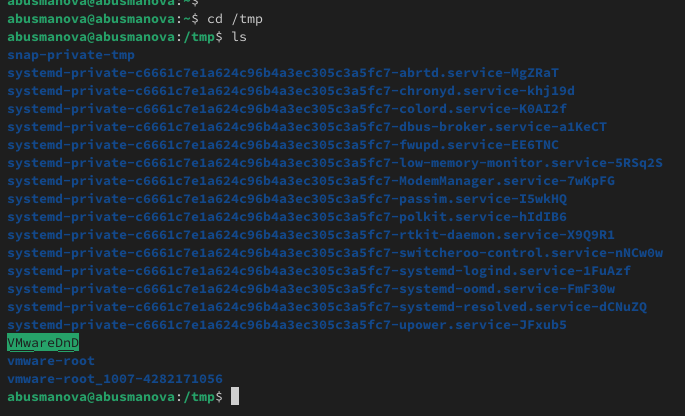 abusmanova@abusmanova:~$
abusmanova@abusmanova:~$ cd /tmp
abusmanova@abusmanova:/tmp$ ls
snap-private-tmp
systemd-private-c6661c7e1a624c96b4a3ec305c3a5fc7-abrtd.service-MgZRaT
systemd-private-c6661c7e1a624c96b4a3ec305c3a5fc7-chronyd.service-khj19d
systemd-private-c6661c7e1a624c96b4a3ec305c3a5fc7-colord.service-K0AI2f
systemd-private-c6661c7e1a624c96b4a3ec305c3a5fc7-dbus-broker.service-a1KeCT
systemd-private-c6661c7e1a624c96b4a3ec305c3a5fc7-fwupd.service-EE6TNC
systemd-private-c6661c7e1a624c96b4a3ec305c3a5fc7-low-memory-monitor.service-5RSq2S
systemd-private-c6661c7e1a624c96b4a3ec305c3a5fc7-ModemManager.service-7wKpFG
systemd-private-c6661c7e1a624c96b4a3ec305c3a5fc7-passim.service-I5wkHQ
systemd-private-c6661c7e1a624c96b4a3ec305c3a5fc7-polkit.service-hIdIB6
systemd-private-c6661c7e1a624c96b4a3ec305c3a5fc7-rtkit-daemon.service-X9Q9R1
systemd-private-c6661c7e1a624c96b4a3ec305c3a5fc7-switcheroo-control.service-nNCw0w
systemd-private-c6661c7e1a624c96b4a3ec305c3a5fc7-systemd-logind.service-1FuAzf
systemd-private-c6661c7e1a624c96b4a3ec305c3a5fc7-systemd-oomd.service-FmF30w
systemd-private-c6661c7e1a624c96b4a3ec305c3a5fc7-systemd-resolved.service-dCNuZQ
systemd-private-c6661c7e1a624c96b4a3ec305c3a5fc7-upower.service-JFxub5
VMwareDnD
vmware-root
vmware-root_1007-4282171056
abusmanova@abusmanova:/tmp$